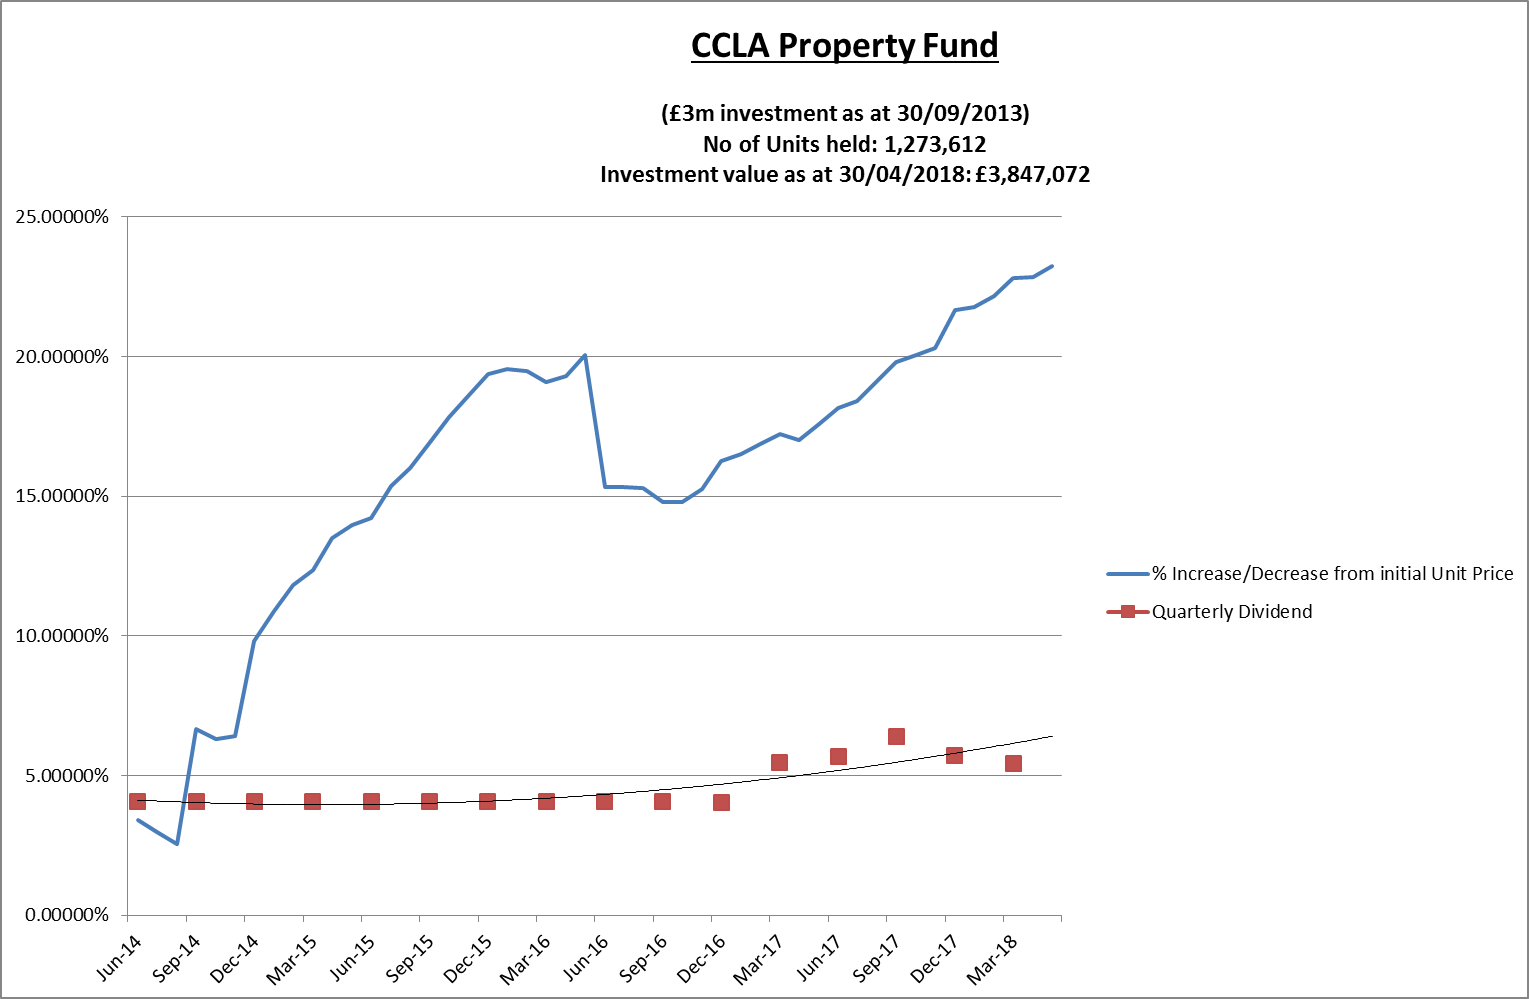 CCLA Property Fund
(£3m investment as at 30/09/2013)
No of Units held: 1,273,612
Investment value as at 30/04/2018: £3,847,072
25.00000%
20.00000%
15.00000%
10.00000%
5.00000%
0.00000%
Jun-14
Sep-14
Dec-14
Mar-15
Jun-15
Sep-15
Dec-15
Mar-16
Jun-16
Sep-16
Dec-16
Mar-17
Jun-17
Sep-17
Dec-17
Mar-18
% Increase/Decrease from initial Unit Price
Quarterly Dividend